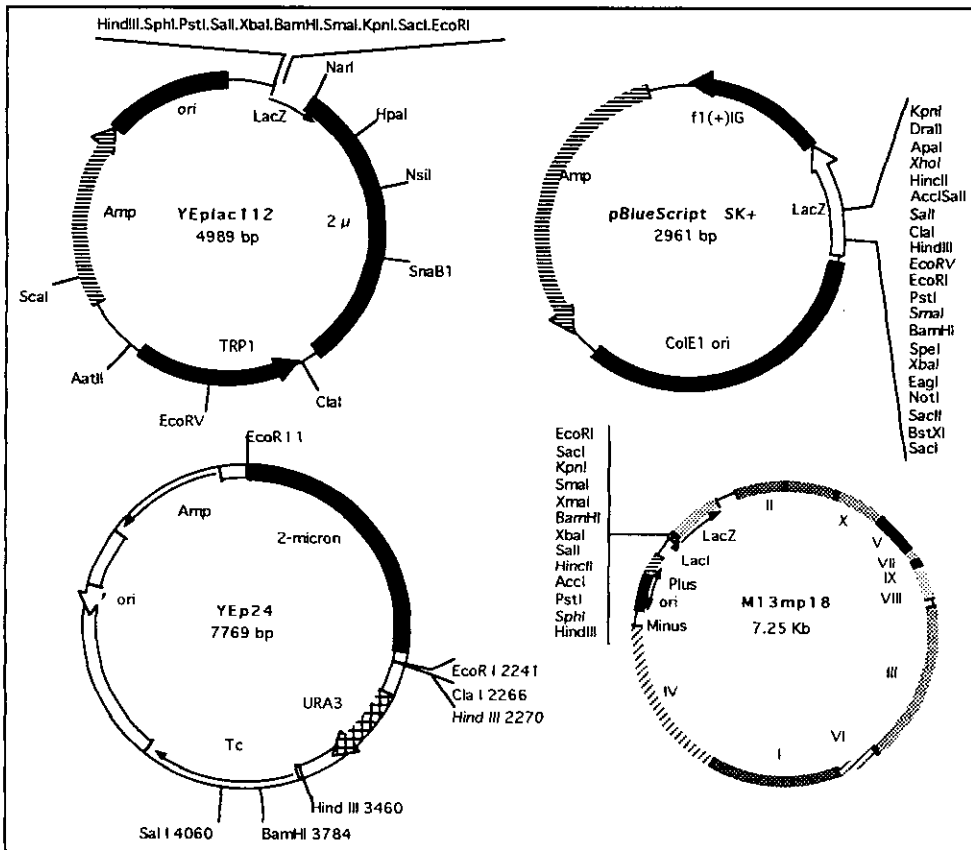 HindIII.SphI.PstI.SalI.XbaI.BamHI.SmaI.KpnI.SacI.EcoRI
NarI
ori
LacZ
HpaI
NsiI
Amp
YEplac112
4989 bp
2 µ
SnaB1
ScaI
TRP1
AatII
EcoRV
ClaI
f1(+)IG
Amp
LacZ
pBlueScript SK+
2961 bp
ColE1 ori
KpnI
DraII
ApaI
XhoI
HincII
AccISalI
SalI
ClaI
HindIII
EcoRV
EcoRI
PstI
SmaI
BamHI
SpeI
XbaI
EagI
NotI
SacII
BstXI
SacI
EcoR11
Amp
2-micron
ori
YEp24
7769 bp
EcoR I 2241
Cla I 2266
Hind III 2270
URA3
Tc
Hind III 3460
Sal I 4060
BamHI 3784
EcoRI
SacI
KpnI
SmaI
XmaI
BamHI
XbaI
SalI
HincII
AccI
PstI
SphI
HindIII
II
X
V
VII
IX
VIII
LacZ
LacI
Plus
ori
Minus
M13mp18
7.25 Kb
III
IV
VI
I